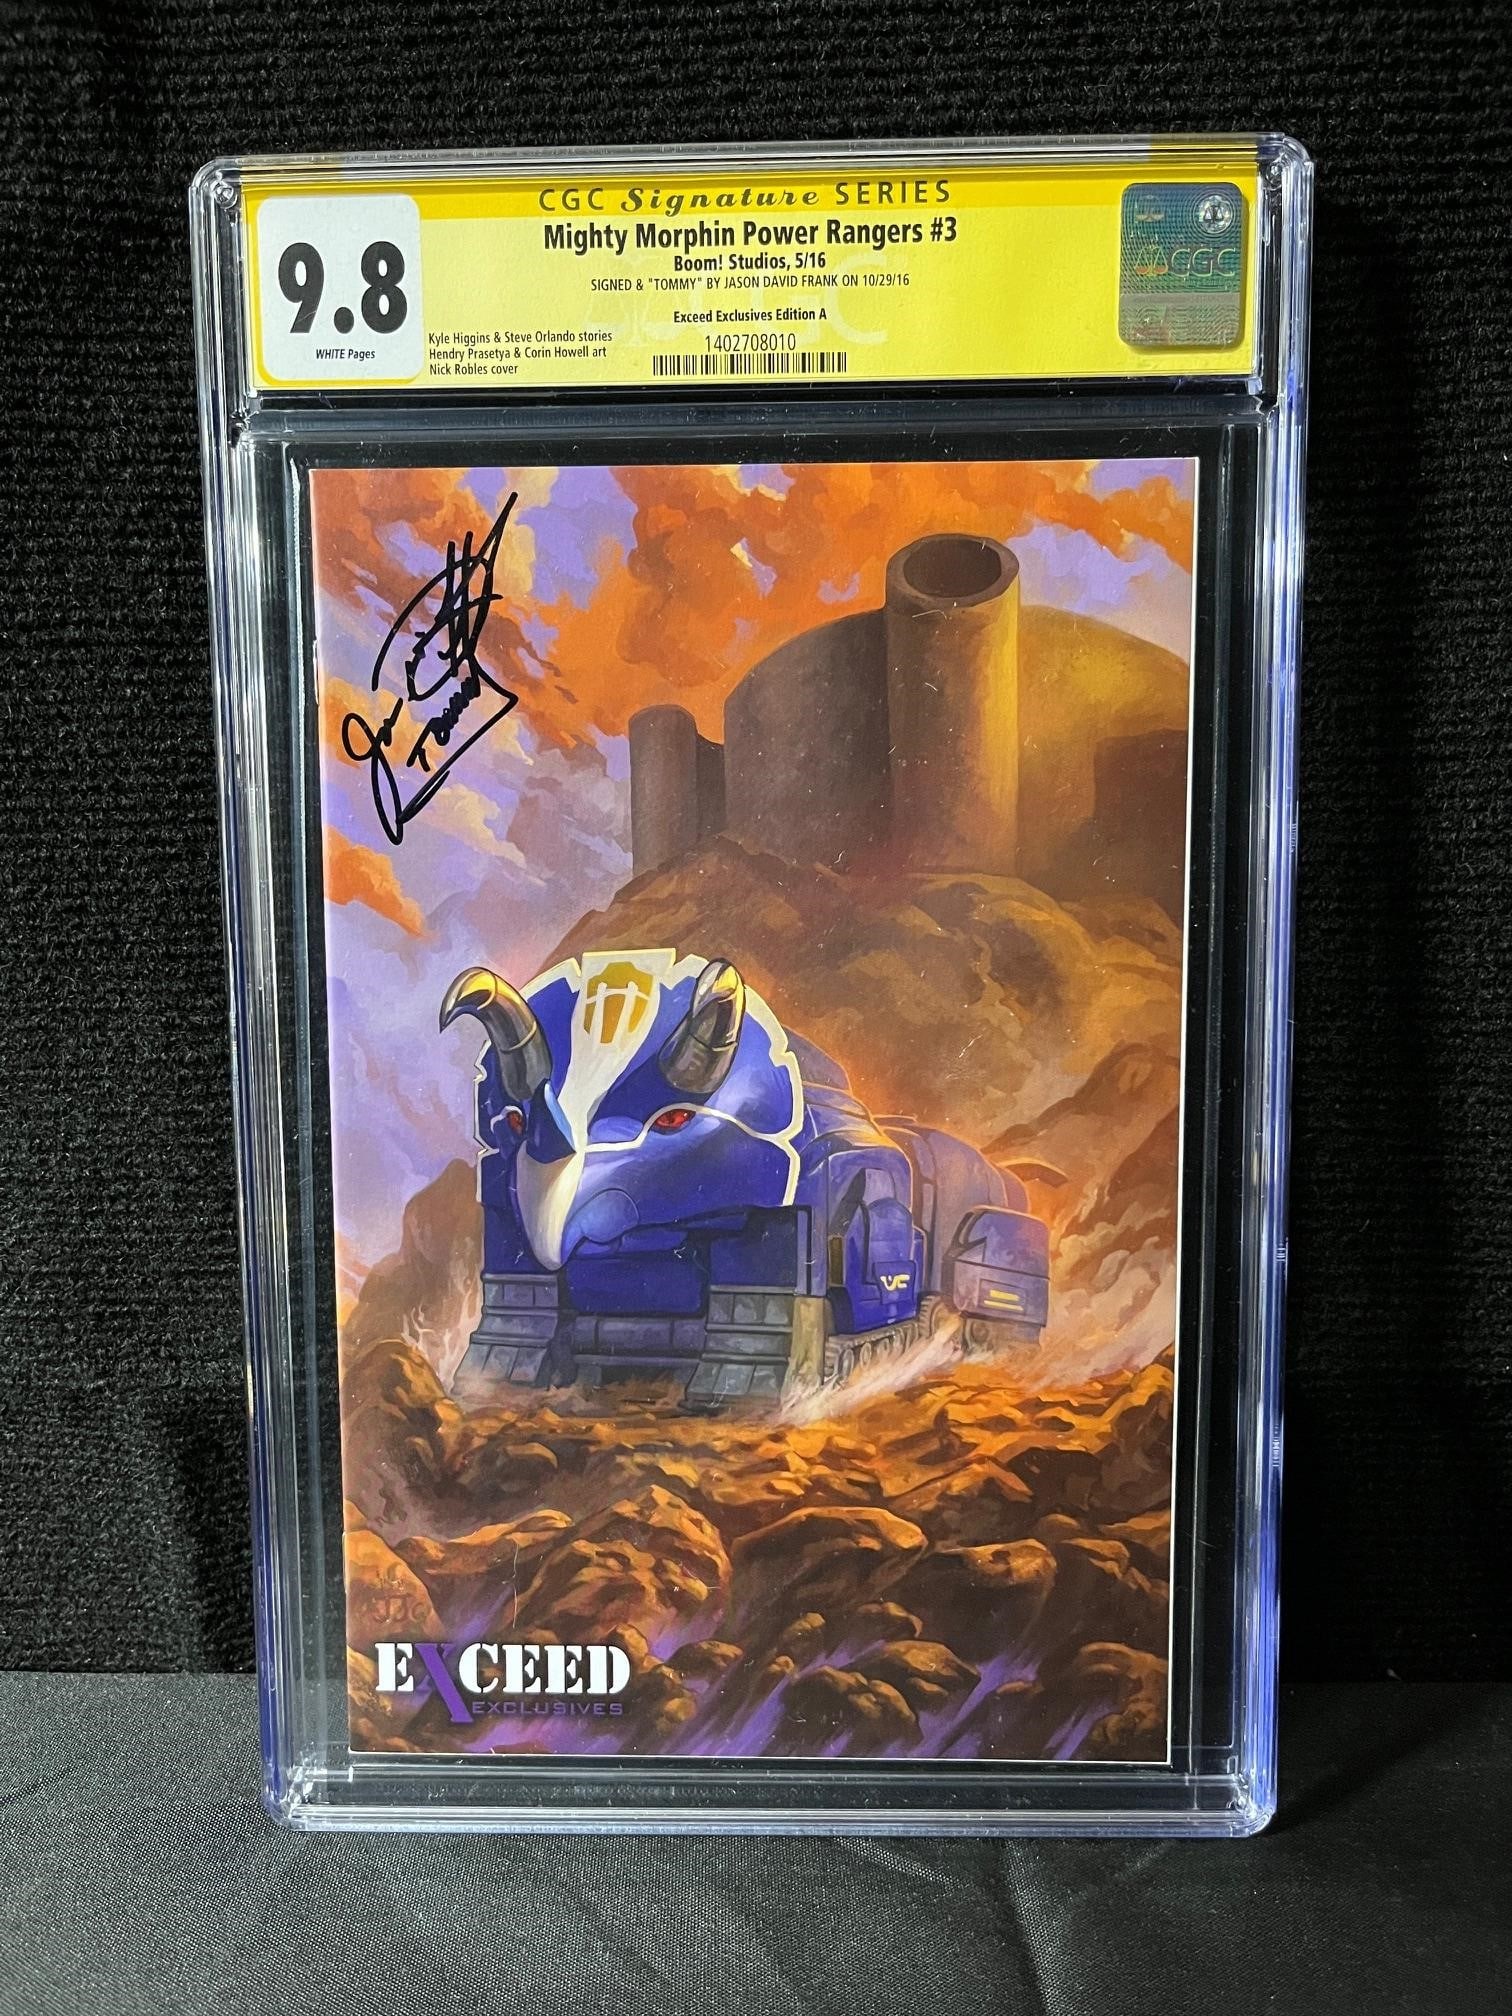 CGC Signature SERIES
Mighty Morphin Power Rangers #3
Boom! Studios, 5/16
SIGNED & "TOMMY" BY JASON DAVID FRANK ON 10/29/16
Exceed Exclusives Edition A
1402708010
9.8
WHITE Pages
Kyle Higgins & Steve Orlando stories
Hendry Prasetya & Corin Howell art
Nick Robles cover
CGC
Tommy
EXCEED
EXCLUSIVES